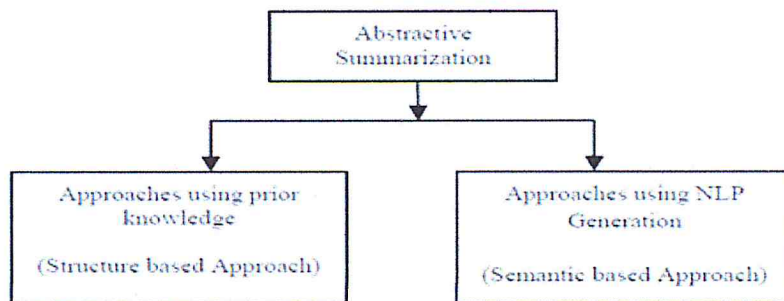 Abstractive
Summarization
Approaches using prior
knowledge
(Structure based Approach)
Approaches using NLP
Generation
(Semantic based Approach)